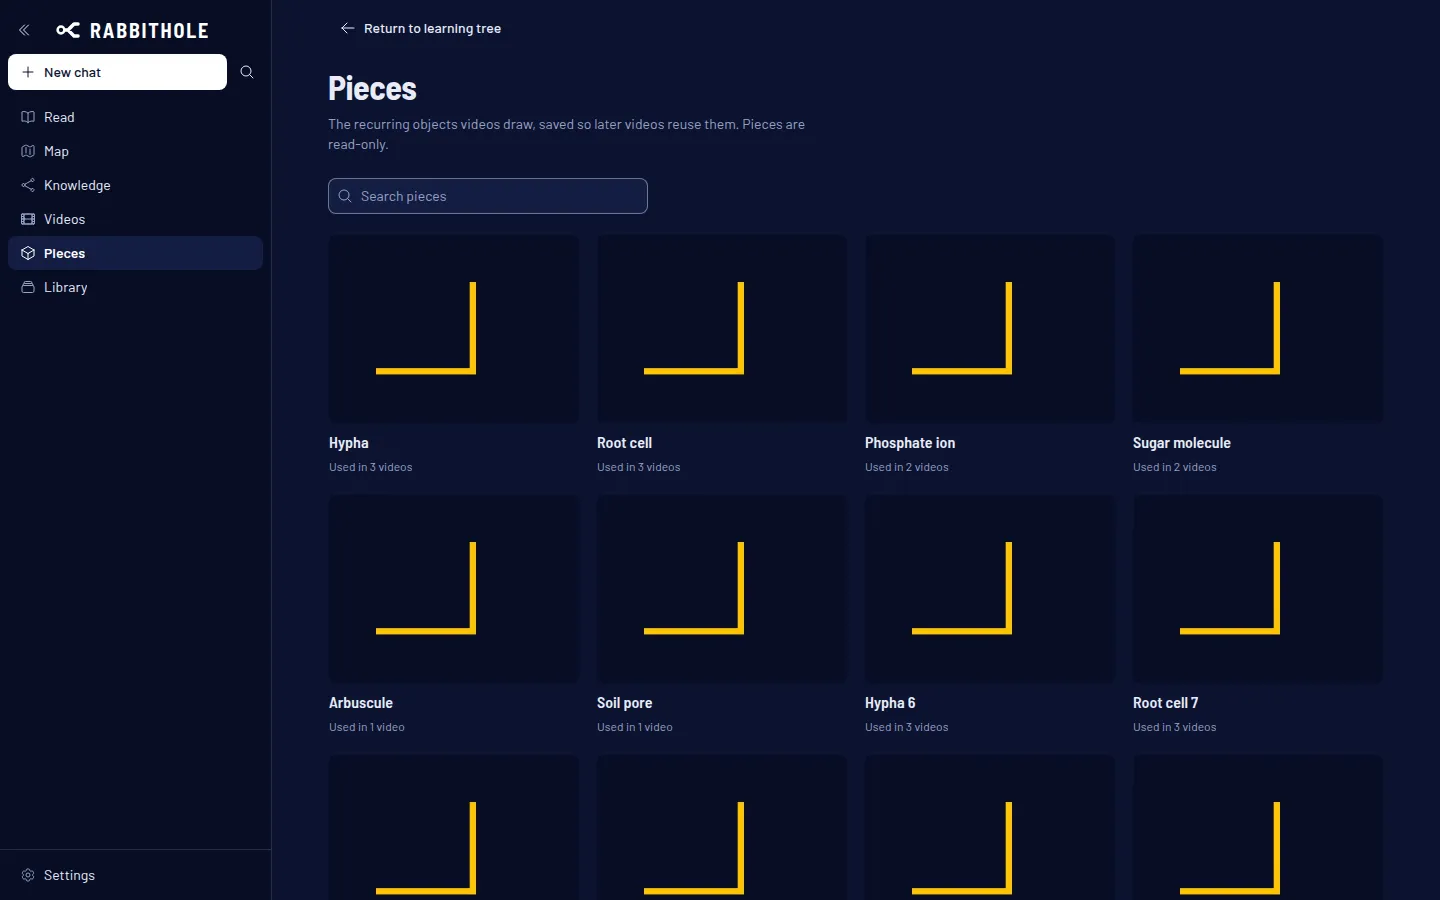 RABBITHOLE
New chat
Read
Map
Knowledge
Videos
Pieces
Library
Settings
Return to learning tree
Pieces
The recurring objects videos draw, saved so later videos reuse them. Pieces are
read-only.
Search pieces
Hypha
Used in 3 videos
Root cell
Used in 3 videos
Phosphate ion
Used in 2 videos
Sugar molecule
Used in 2 videos
Arbuscule
Used in 1 video
Soil pore
Used in 1 video
Hypha 6
Used in 3 videos
Root cell 7
Used in 3 videos